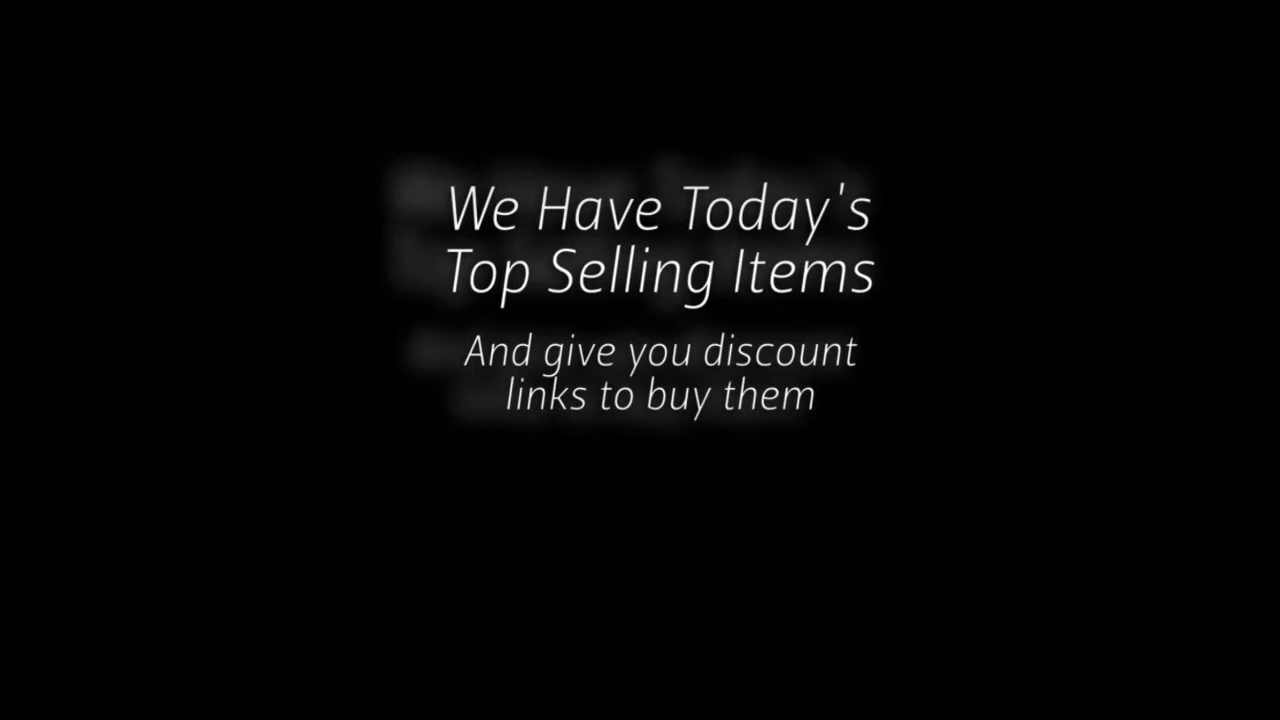 We Have Today's
Top Selling Items
And give you discount
links to buy them